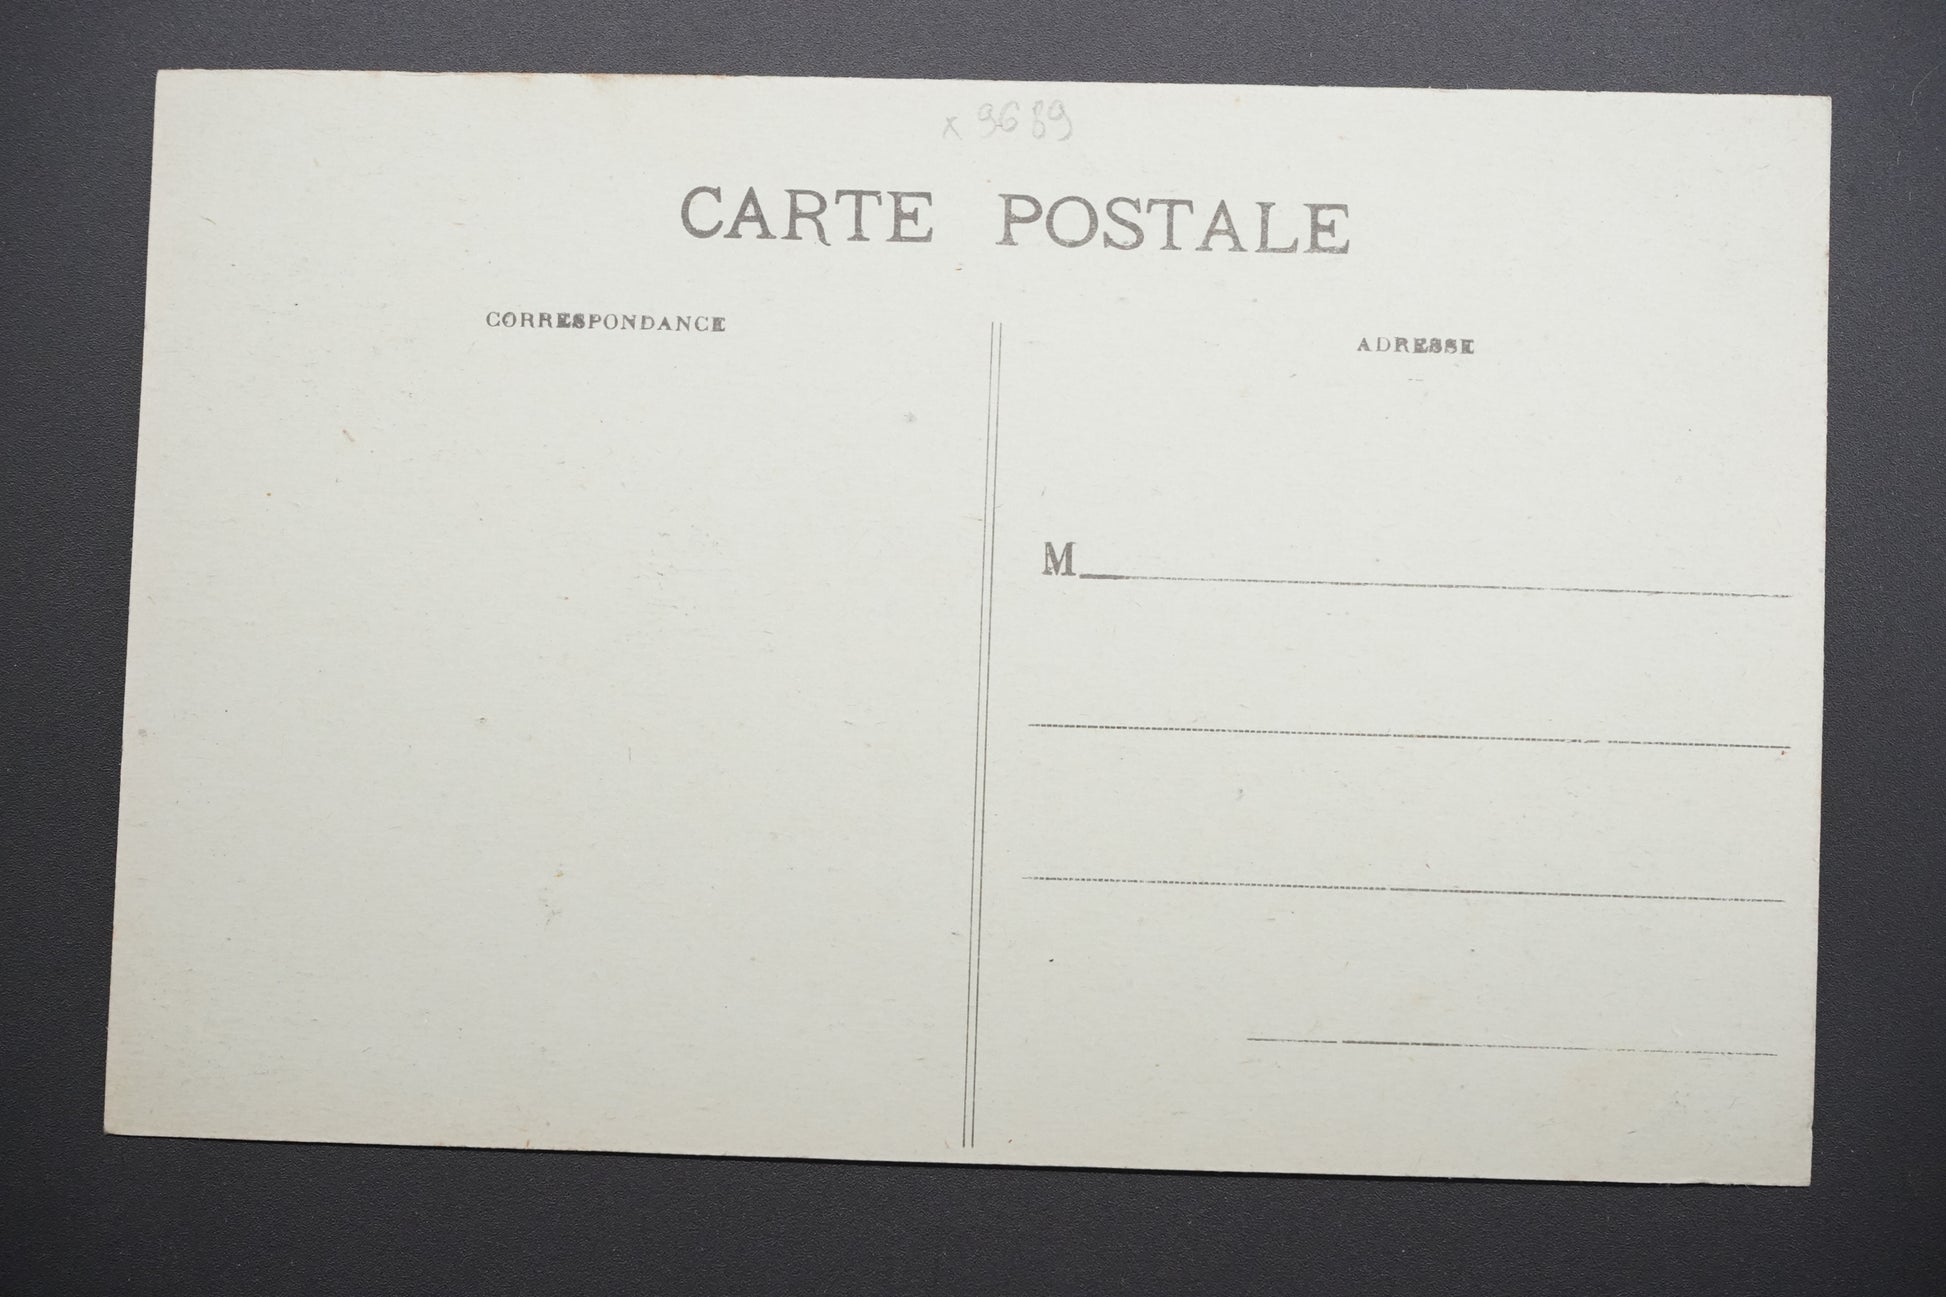 x 9689
CARTE POSTALE
CORRESPONDANCE
ADRESSE
M